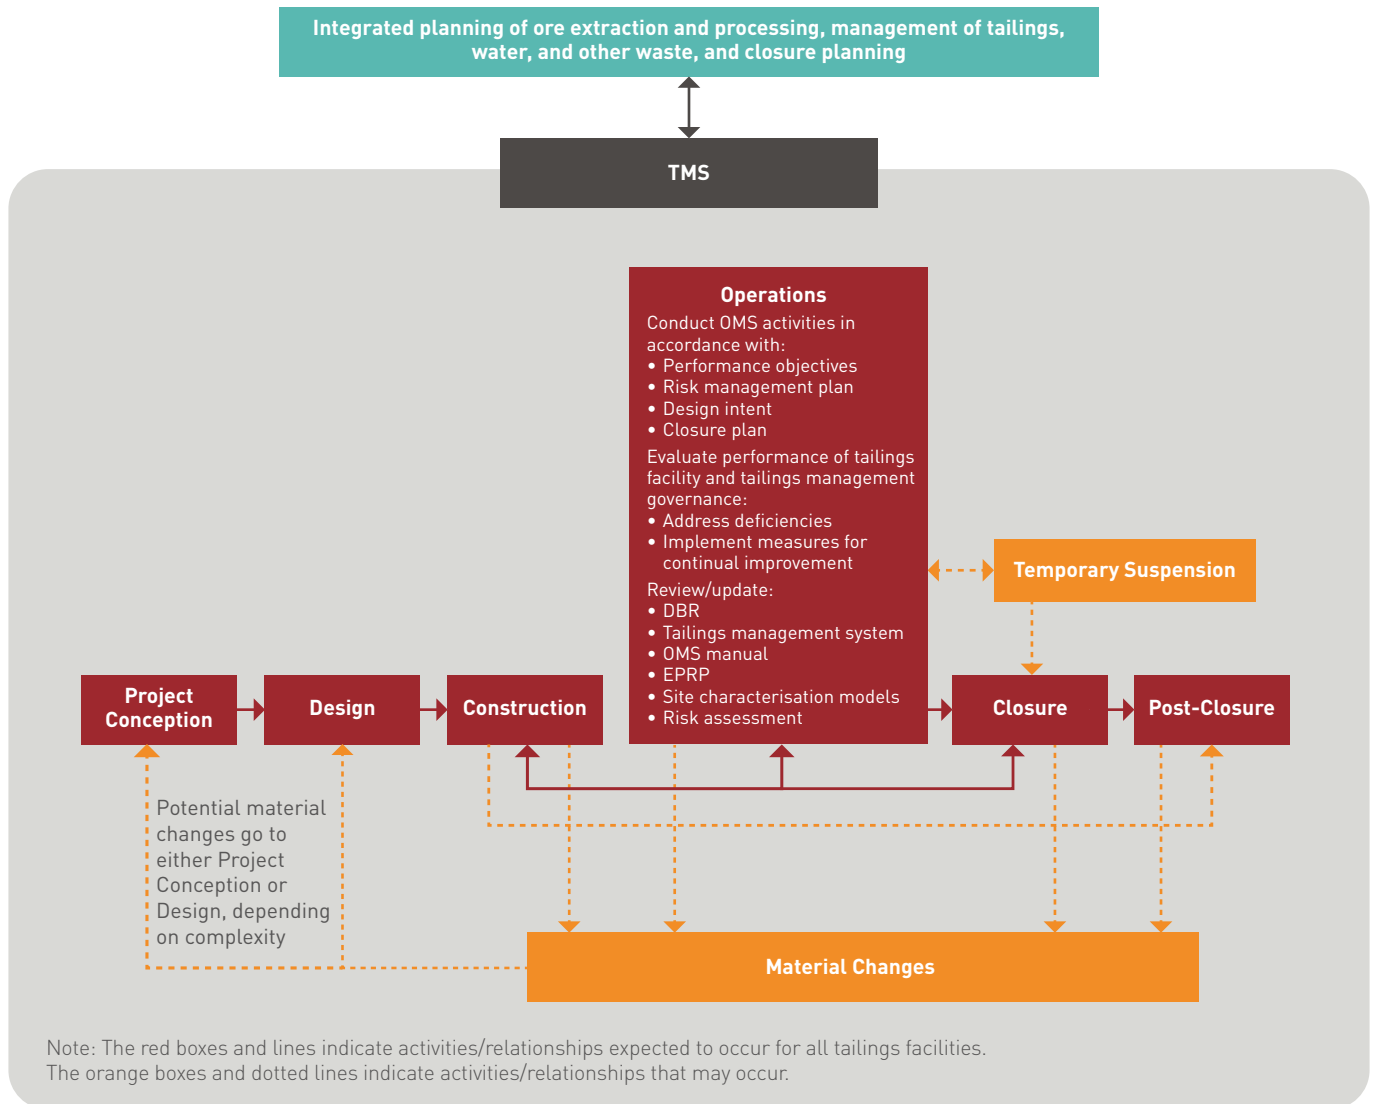 Integrated planning of ore extraction and processing, management of tailings,
water, and other waste, and closure planning
TMS
Operations
Conduct OMS activities in
accordance with:
• Performance objectives
• Risk management plan
• Design intent
• Closure plan
Evaluate performance of tailings
facility and tailings management
governance:
• Address deficiencies
• Implement measures for
continual improvement
Review/update:
• DBR
• Tailings management system
• OMS manual
• EPRP
• Site characterisation models
• Risk assessment
Temporary Suspension
Project
Conception
Design
Construction
Closure
Post-Closure
Potential material
changes go to
either Project
Conception or
Design, depending
on complexity
Material Changes
Note: The red boxes and lines indicate activities/relationships expected to occur for all tailings facilities.
The orange boxes and dotted lines indicate activities/relationships that may occur.